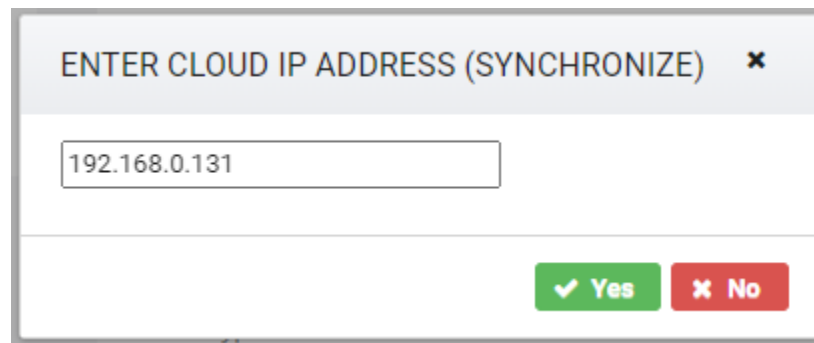 ENTER CLOUD IP ADDRESS (SYNCHRONIZE)
192.168.0.131
Yes
No